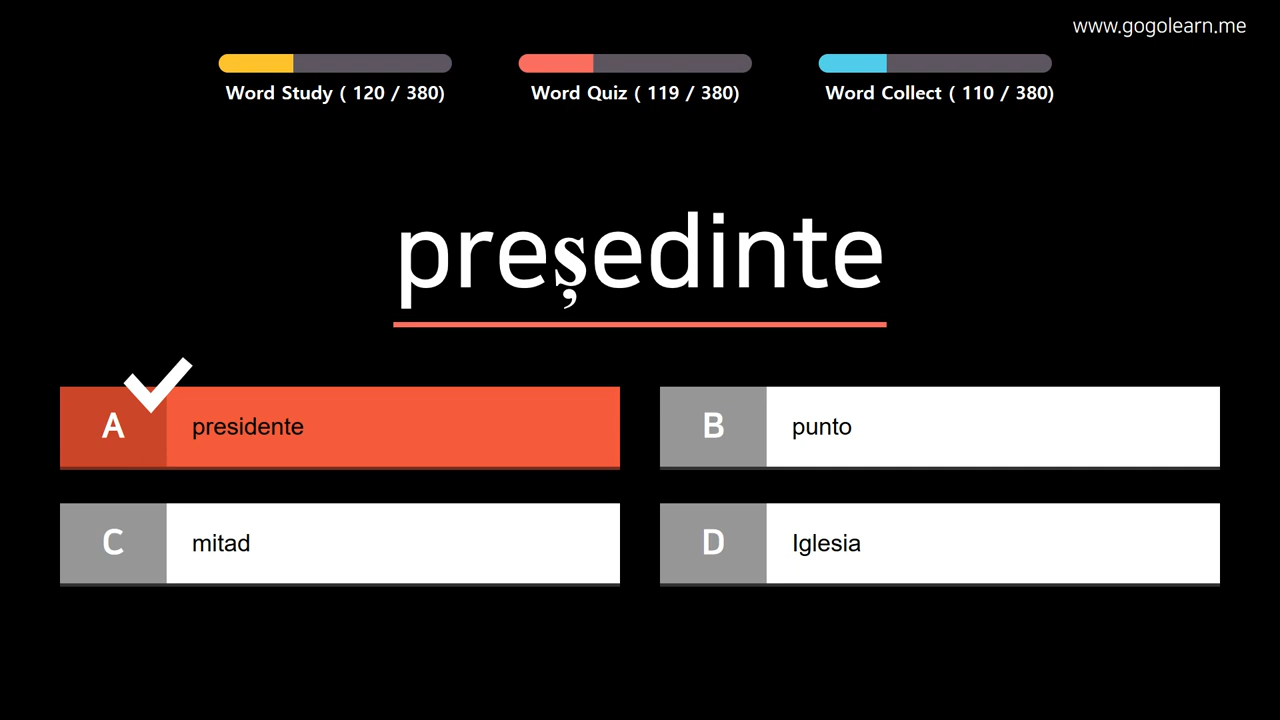 www.gogolearn.me
Word Study ( 120 / 380)
Word Quiz ( 119 / 380)
Word Collect ( 110 / 380)
președinte
A presidente
B punto
C mitad
D Iglesia